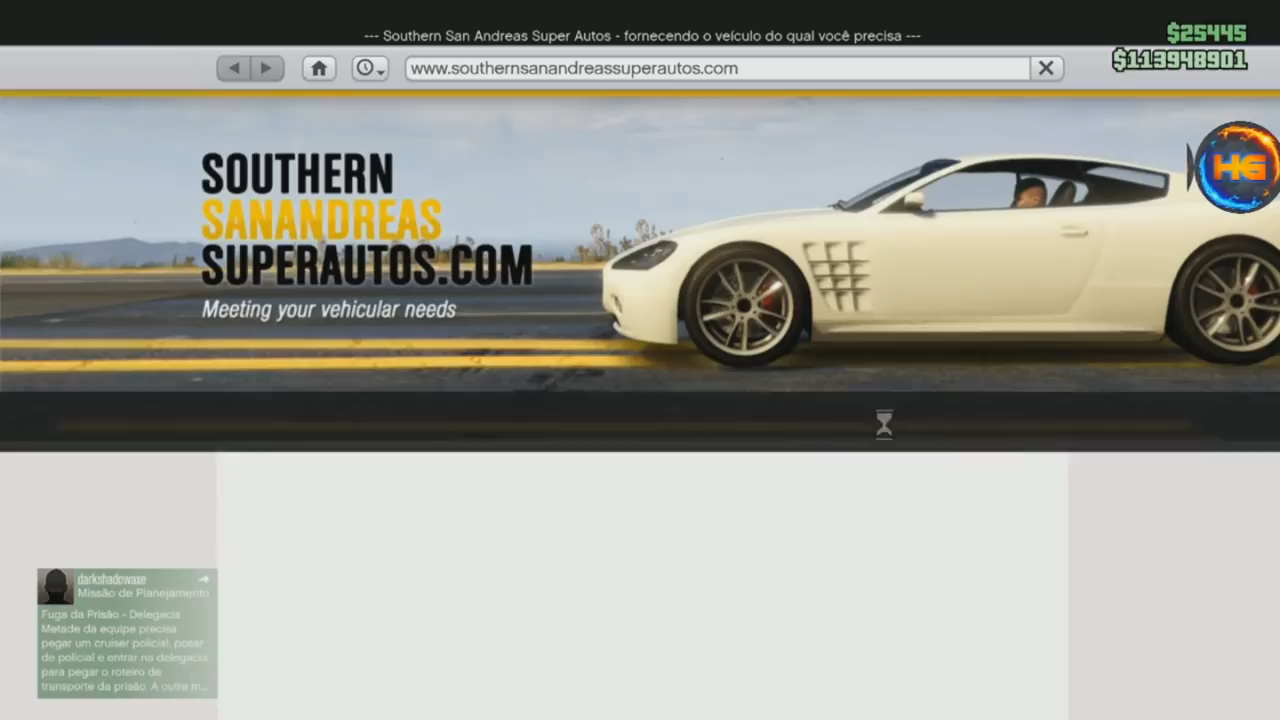 --- Southern San Andreas Super Autos - fornecendo o veículo do qual você precisa ---
$25445
$113948901
www.southernsanandreassuperautos.com
SOUTHERN
SANANDREAS
SUPERAUTOS.COM
Meeting your vehicular needs
HG
darkshadowaxe
Missão de Planejamento
Fuga da Prisão - Delegacia
Metade da equipe precisa
pegar um cruiser policial, posar
de policial e entrar na delegacia
para pegar o roteiro de
transporte da prisão. A outra m...